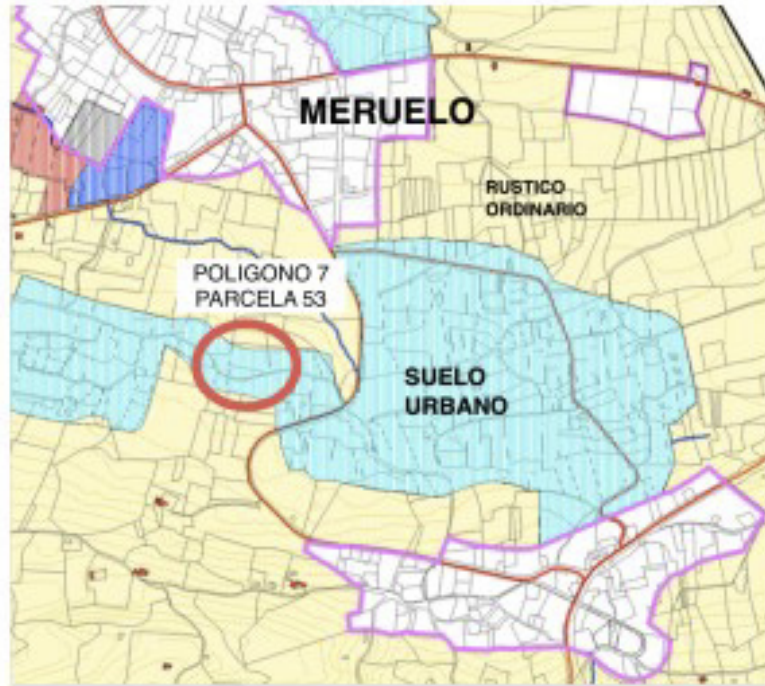 MERUELO
RUSTICO
ORDINARIO
POLIGONO 7
PARCELA 53
SUELO
URBANO